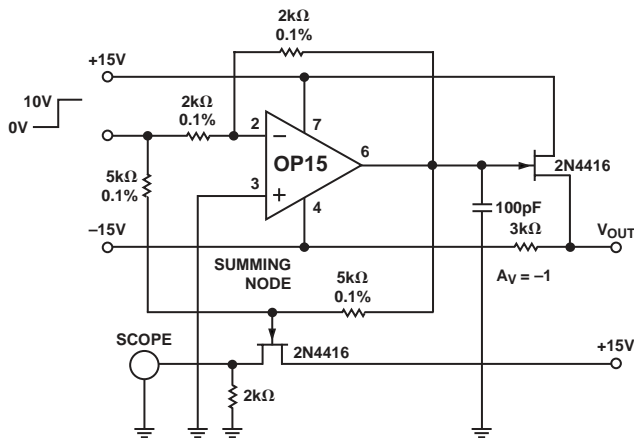 2kΩ
0.1%
+15V
10V
0V
2kΩ
0.1%
2
–
7
OP15
6
3
+
4
5kΩ
0.1%
2N4416
100pF
3kΩ
VOUT
–15V
SUMMING
NODE
5kΩ
0.1%
AV = –1
SCOPE
2N4416
+15V
2kΩ